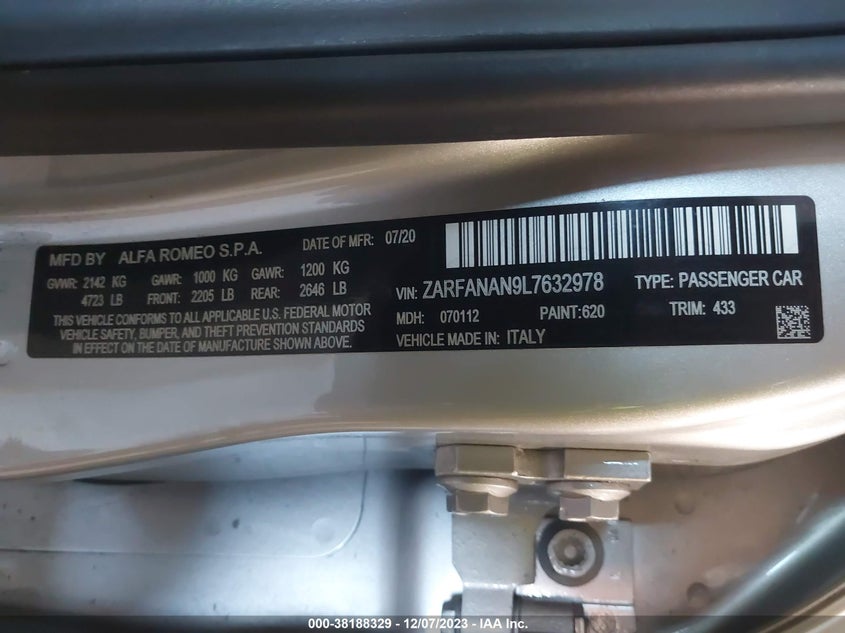 MFD BY ALFA ROMEO S.P.A. DATE OF MFR: 07/20
GVWR: 2142 KG GAWR: 1000 KG GAWR: 1200 KG
4723 LB FRONT: 2205 LB REAR: 2646 LB
THIS VEHICLE CONFORMS TO ALL APPLICABLE U.S. FEDERAL MOTOR
VEHICLE SAFETY, BUMPER, AND THEFT PREVENTION STANDARDS
IN EFFECT ON THE DATE OF MANUFACTURE SHOWN ABOVE.
VIN: ZARFANAN9L7632978 TYPE: PASSENGER CAR
MDH: 070112 PAINT:620 TRIM: 433
VEHICLE MADE IN: ITALY
000-38188329 - 12/07/2023 - IAA Inc.